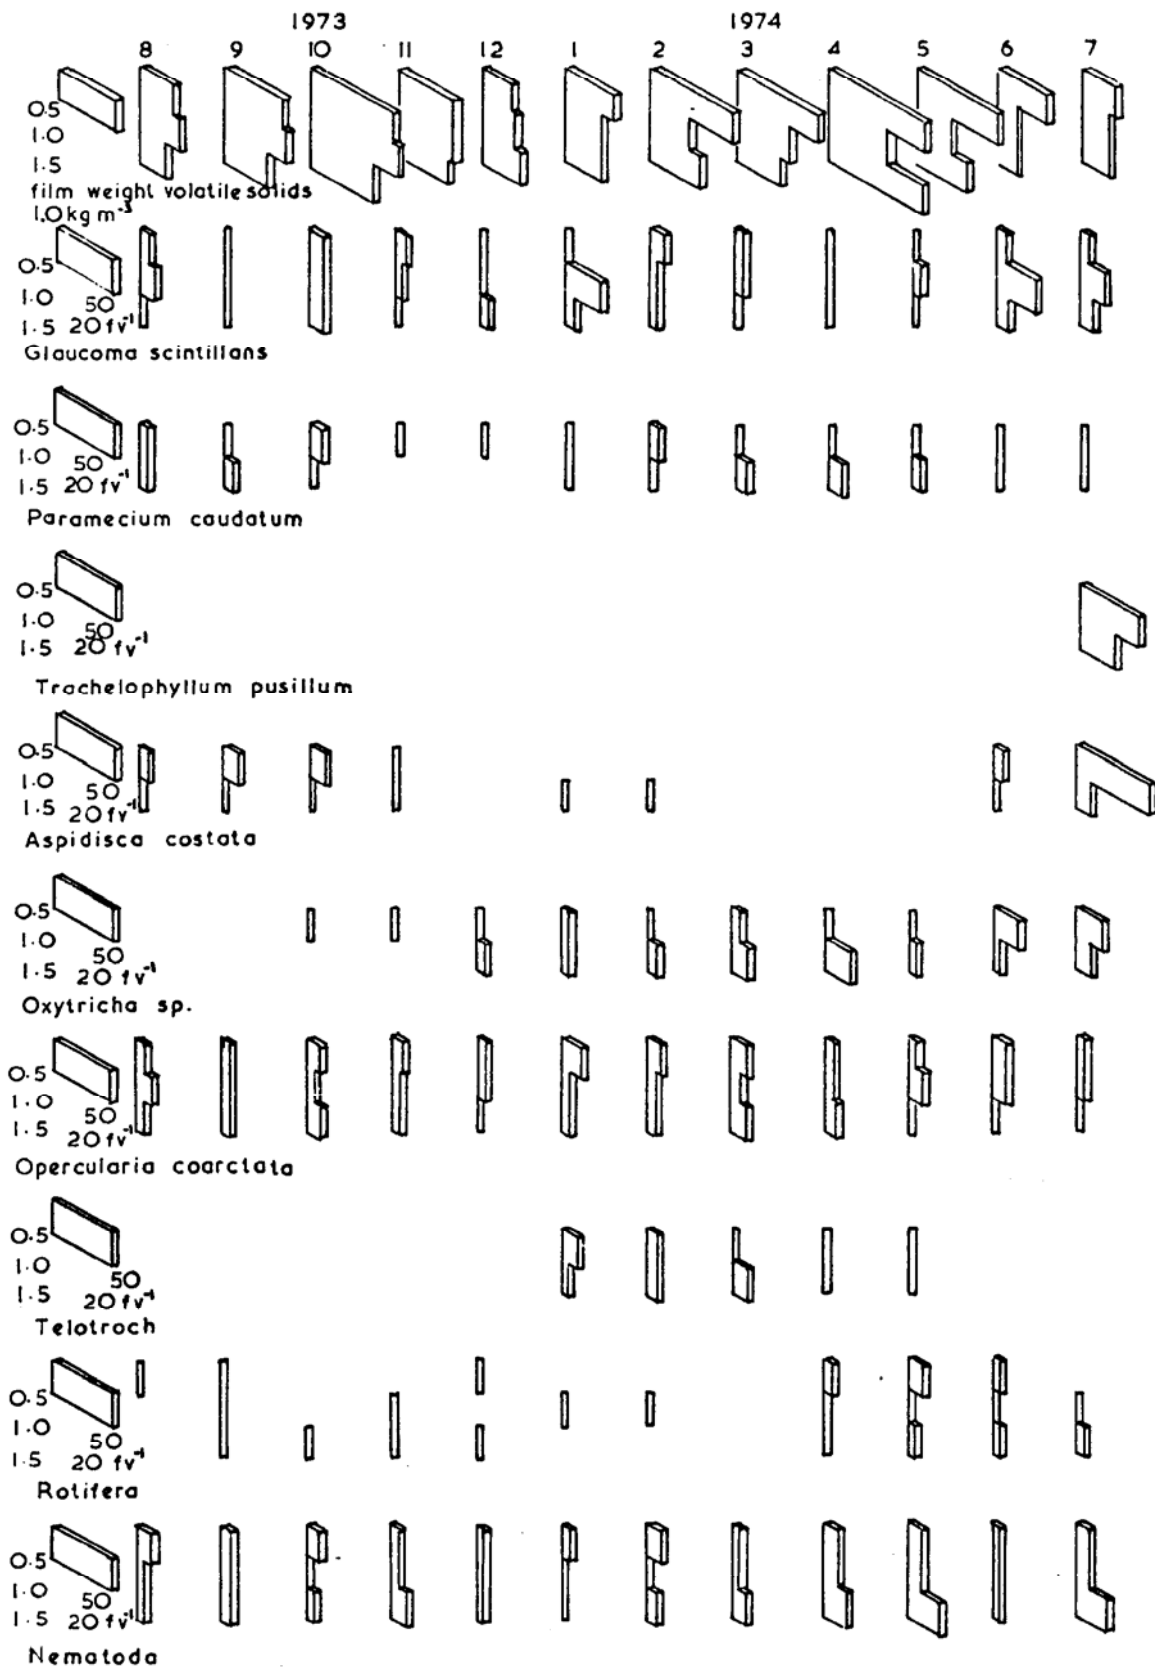 1973 1974
8 9 10 11 12 1 2 3 4 5 6 7
0.5
1.0
1.5
film weight volatile solids
1.0 kg m⁻³
0.5
1.0 50
1.5 20 fv⁻¹
Glaucoma scintillans
0.5
1.0 50
1.5 20 fv⁻¹
Paramecium caudatum
0.5
1.0 50
1.5 20 fv⁻¹
Trachelophyllum pusillum
0.5
1.0 50
1.5 20 fv⁻¹
Aspidisca costata
0.5
1.0 50
1.5 20 fv⁻¹
Oxytricha sp.
0.5
1.0 50
1.5 20 fv⁻¹
Opercularia coarctata
0.5
1.0 50
1.5 20 fv⁻¹
Telotroch
0.5
1.0 50
1.5 20 fv⁻¹
Rotifera
0.5
1.0 50
1.5 20 fv⁻¹
Nematoda